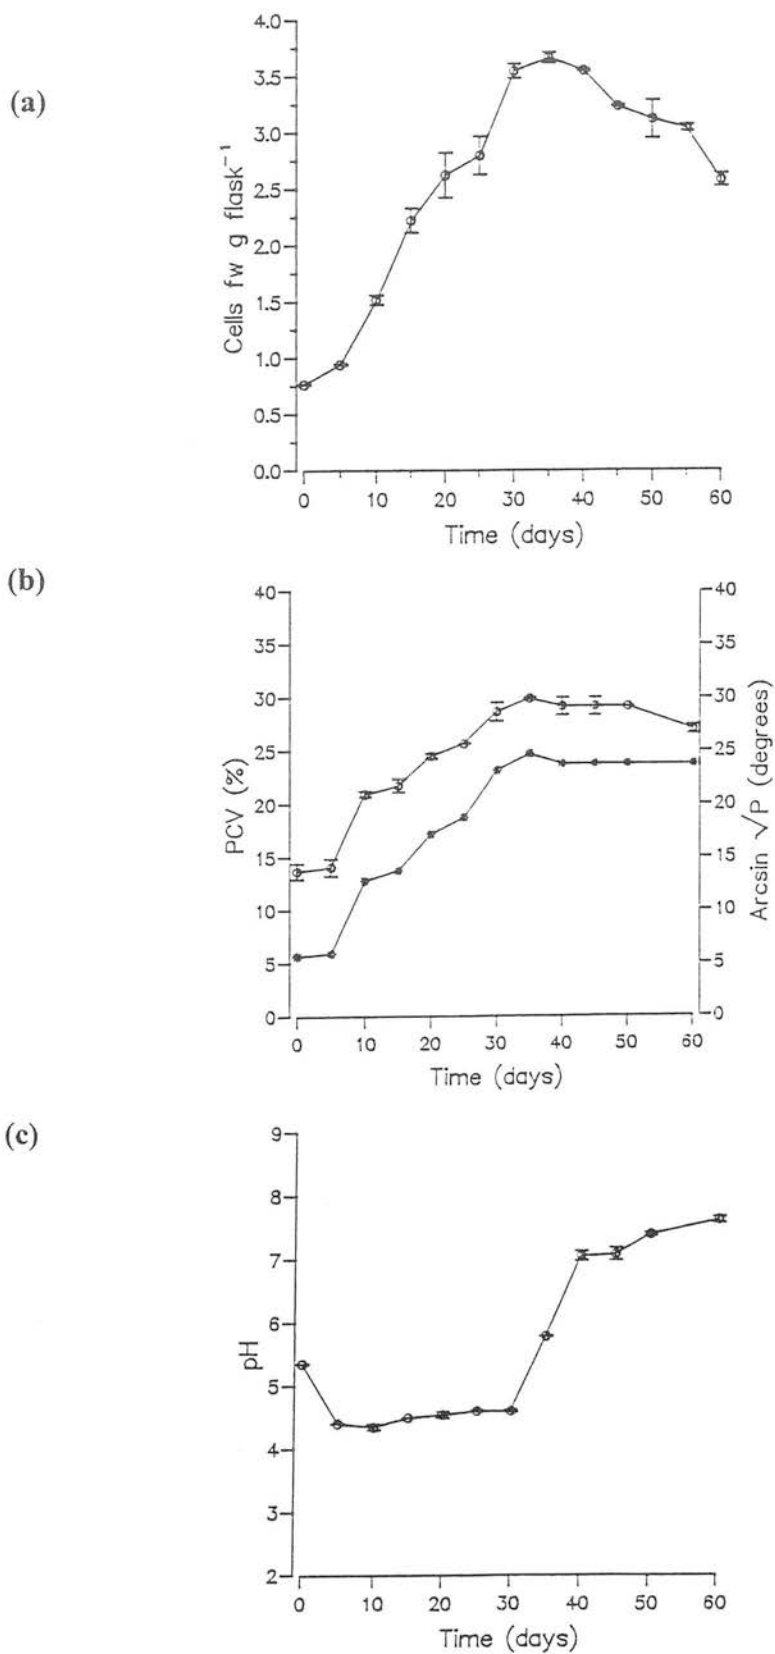 (a)
Cells fw g flask⁻¹
4.0
3.5
3.0
2.5
2.0
1.5
1.0
0.5
0.0
0 10 20 30 40 50 60
Time (days)
(b)
PCV (%)
40
35
30
25
20
15
10
5
0
40
35
30
25
20
15
10
5
0
Arcsin √P (degrees)
0 10 20 30 40 50 60
Time (days)
(c)
pH
9
8
7
6
5
4
3
2
0 10 20 30 40 50 60
Time (days)